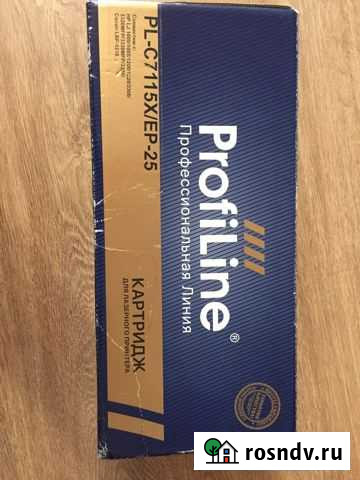 ProfiLine®
Профессиональная Линия
PL-C7115X/EP-25
КАРТРИДЖ
ДЛЯ ЛАЗЕРНОГО ПРИНТЕРА
rosndv.ru